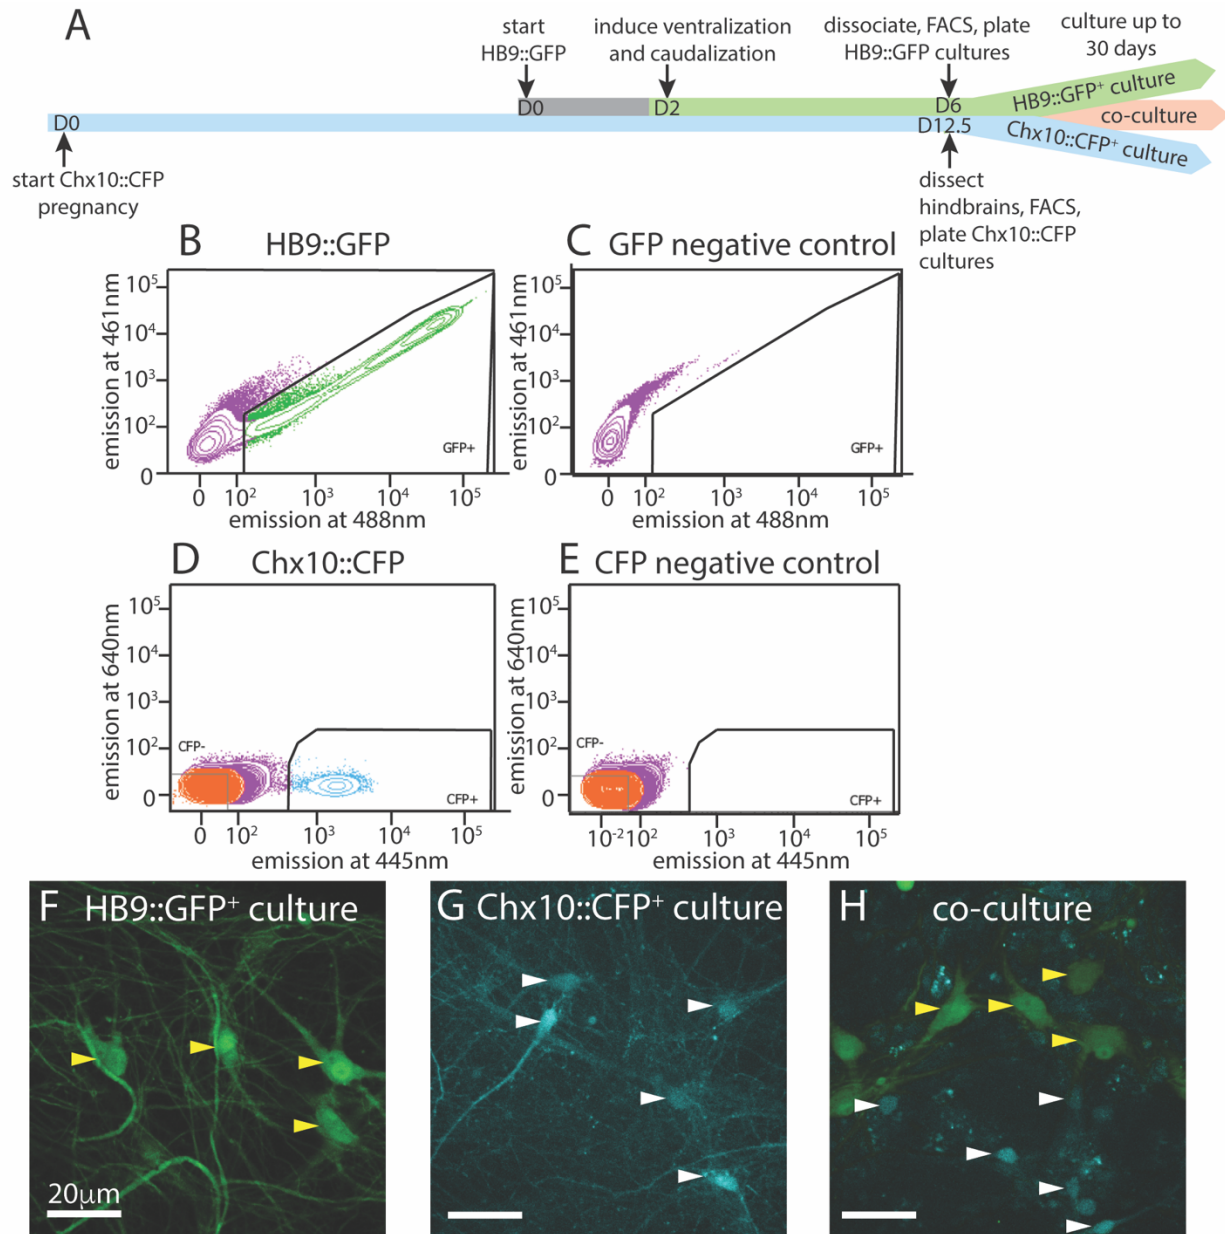 A
start
HB9::GFP
induce ventralization
and caudalization
dissociate, FACS, plate
HB9::GFP cultures
culture up to
30 days
D0
D2
D6
HB9::GFP+ culture
D0
D12.5
co-culture
Chx10::CFP+ culture
start Chx10::CFP
pregnancy
dissect
hindbrains, FACS,
plate Chx10::CFP
cultures
B HB9::GFP
emission at 461nm
10^5
10^4
10^3
10^2
0
GFP+
0 10^2 10^3 10^4 10^5
emission at 488nm
C GFP negative control
emission at 461nm
10^5
10^4
10^3
10^2
0
GFP+
0 10^2 10^3 10^4 10^5
emission at 488nm
D Chx10::CFP
emission at 640nm
10^5
10^4
10^3
10^2
0
CFP-
CFP+
0 10^2 10^3 10^4 10^5
emission at 445nm
E CFP negative control
emission at 640nm
10^5
10^4
10^3
10^2
0
CFP-
CFP+
10^-2 10^2 10^3 10^4 10^5
emission at 445nm
F HB9::GFP+ culture
20μm
G Chx10::CFP+ culture
H co-culture